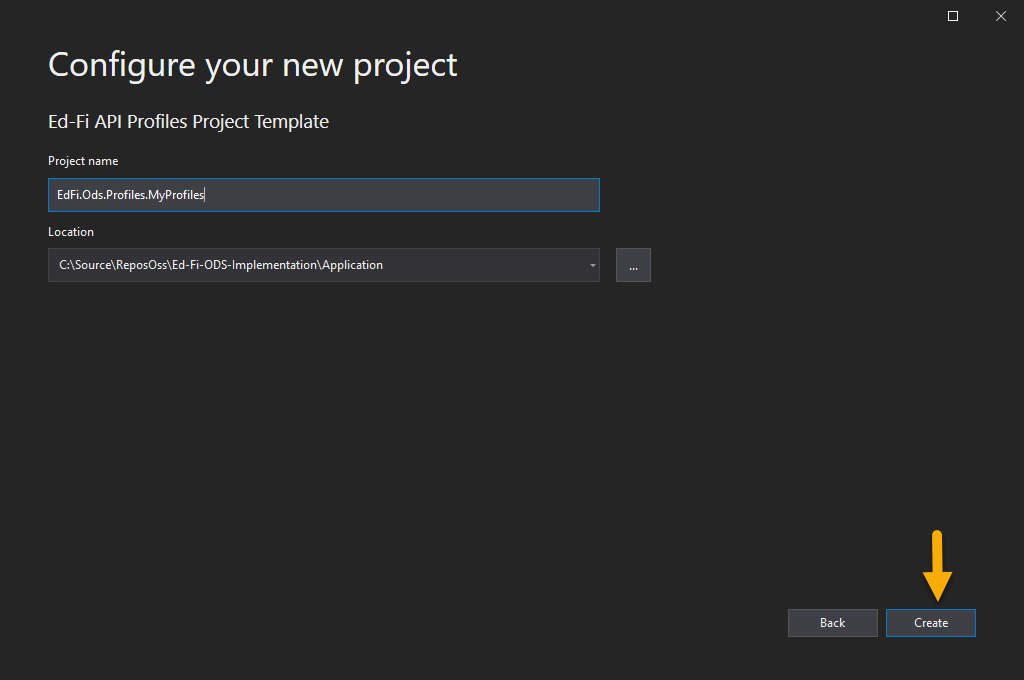 Configure your new project
Ed-Fi API Profiles Project Template
Project name
EdFi.Ods.Profiles.MyProfiles
Location
C:\Source\ReposOss\Ed-Fi-ODS-Implementation\Application
...
Back
Create